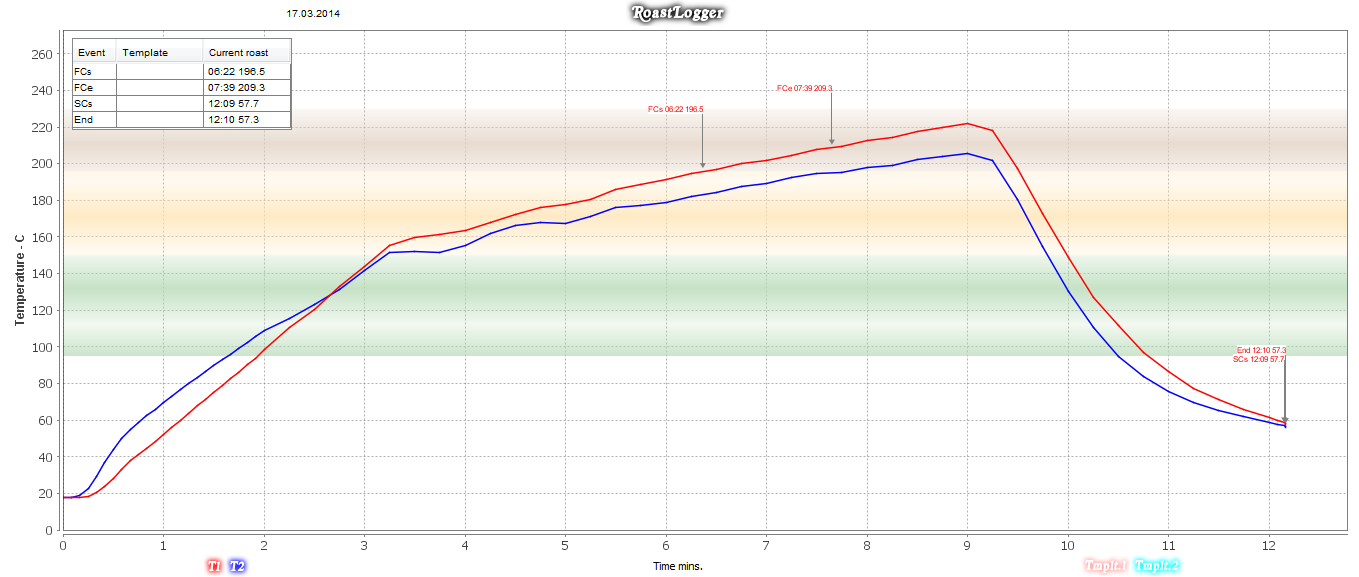 17.03.2014
RoastLogger
Event Template Current roast
FCs 06:22 196.5
FCe 07:39 209.3
SCs 12:09 57.7
End 12:10 57.3
FCe 07:39 209.3
FCs 06:22 196.5
End 12:10 57.3
SCs 12:09 57.7
Temperature - C
260
240
220
200
180
160
140
120
100
80
60
40
20
0
0 1 2 3 4 5 6 7 8 9 10 11 12
T1 T2 Time mins. Tmplt.1 Tmplt.2